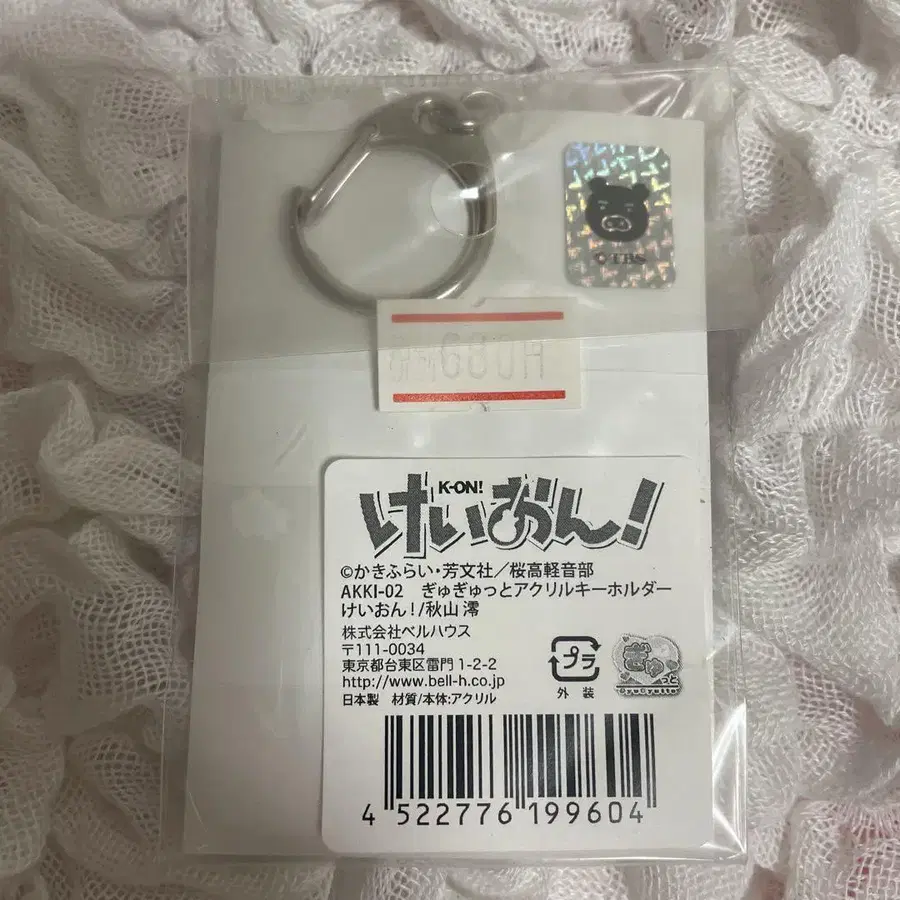 ©TBS
K-ON!
けいおん!
©かきふらい・芳文社／桜高軽音部
AKKI-02　ぎゅぎゅっとアクリルキーホルダー
けいおん!/秋山 澪
株式会社ベルハウス
〒111-0034
東京都台東区雷門 1-2-2
http://www.bell-h.co.jp
日本製　材質/本体:アクリル
プラ
外 装
ぎゅっと
4 522776 199604